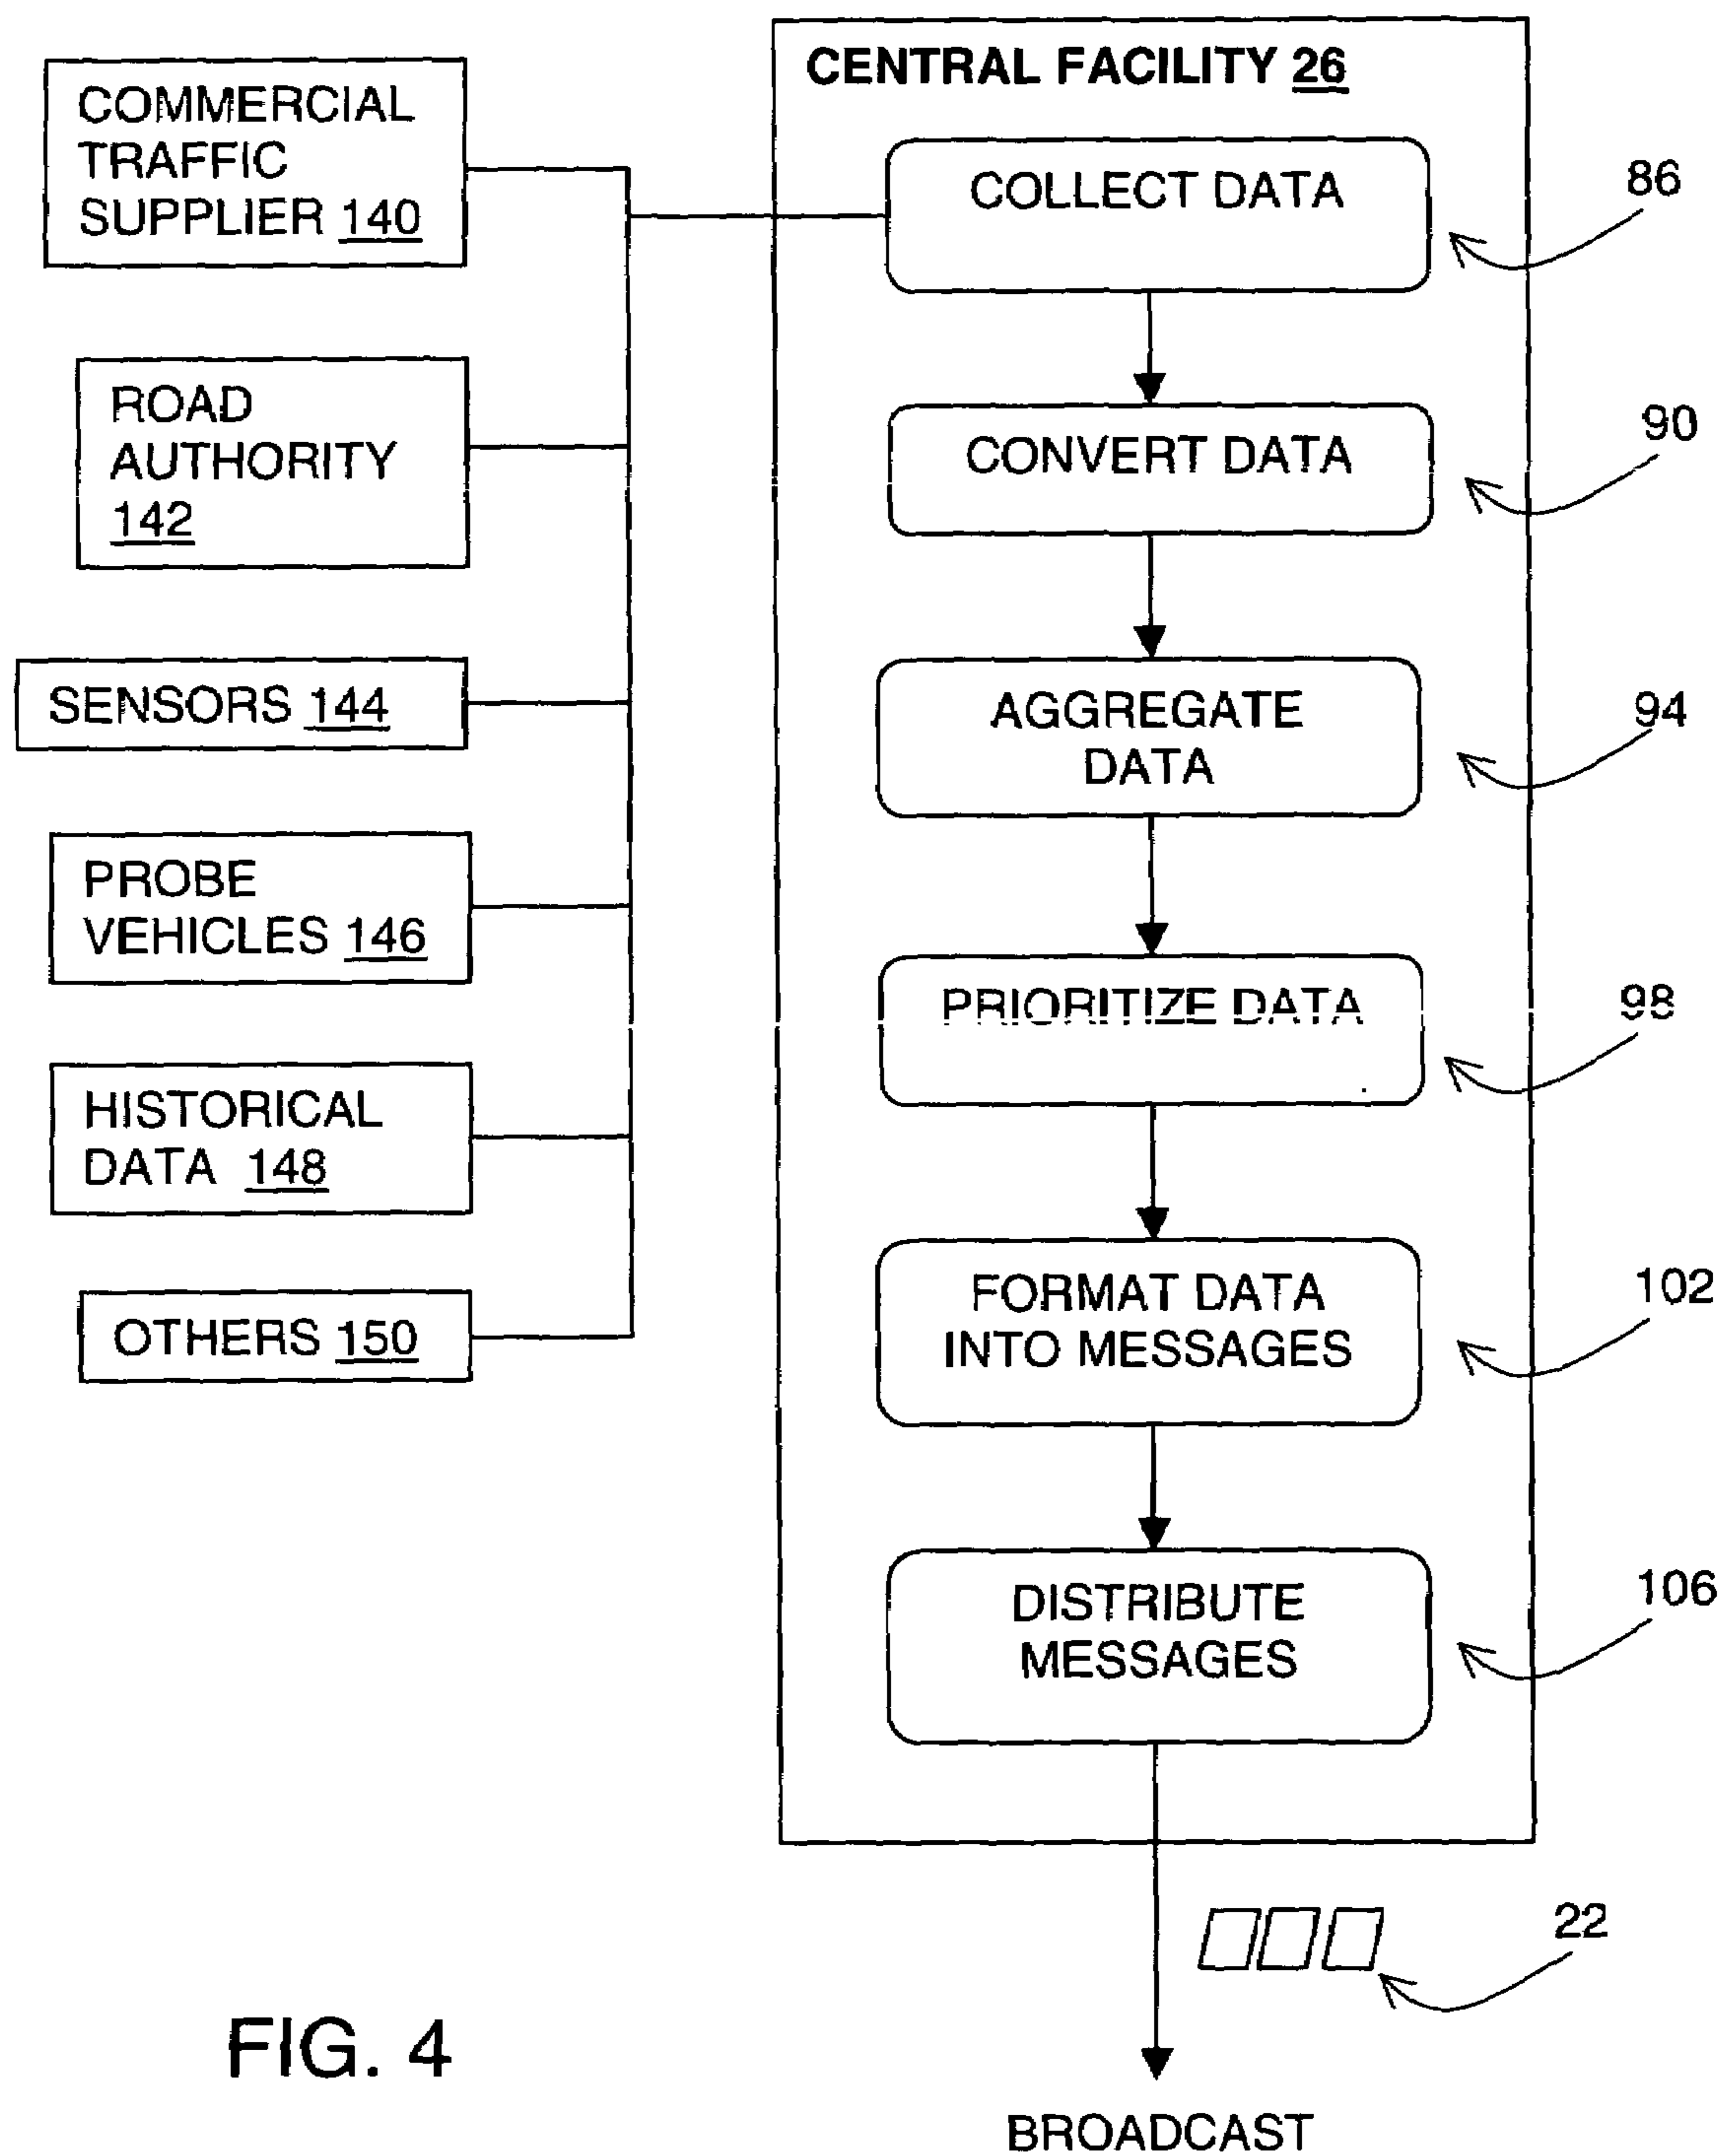 COMMERCIAL
TRAFFIC
SUPPLIER 140
ROAD
AUTHORITY
142
SENSORS 144
PROBE
VEHICLES 146
HISTORICAL
DATA 148
OTHERS 150
CENTRAL FACILITY 26
COLLECT DATA
86
CONVERT DATA
90
AGGREGATE
DATA
94
PRIORITIZE DATA
98
FORMAT DATA
INTO MESSAGES
102
DISTRIBUTE
MESSAGES
106
22
BROADCAST
FIG. 4